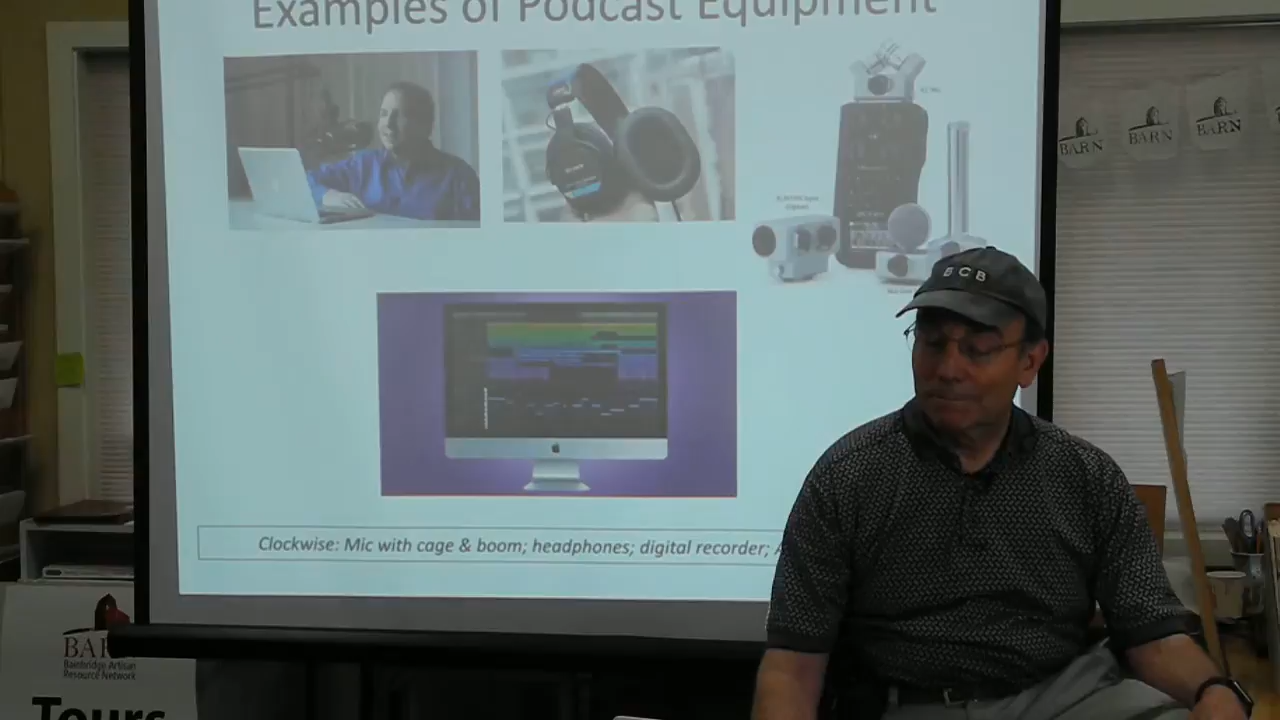 Examples of Podcast Equipment
BARN
BARN
BARN
BCB
Clockwise: Mic with cage & boom; headphones; digital recorder;
BAR
Bainbridge Artisan
Resource Network
Tours